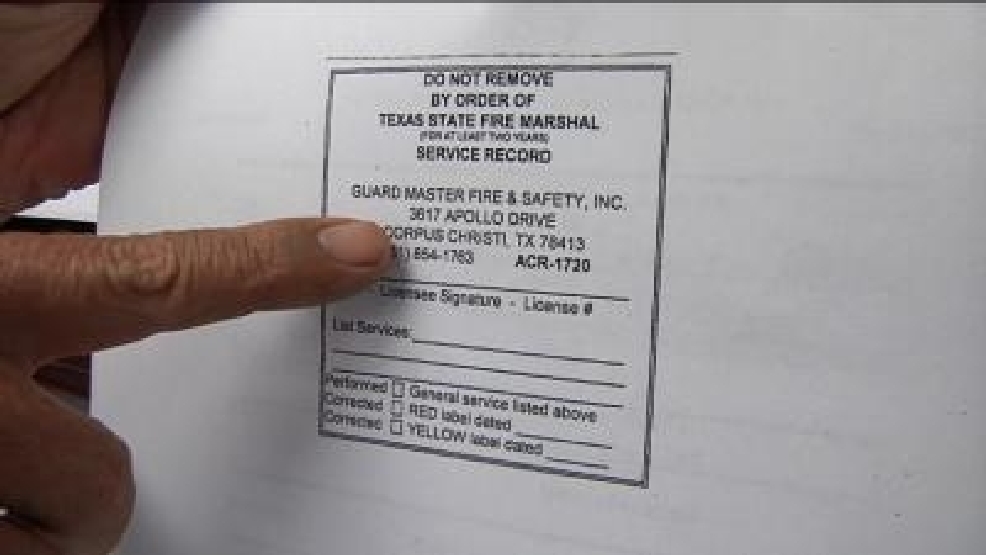 DO NOT REMOVE
BY ORDER OF
TEXAS STATE FIRE MARSHAL
(FOR AT LEAST TWO YEARS)
SERVICE RECORD
GUARD MASTER FIRE & SAFETY, INC.
3617 APOLLO DRIVE
CORPUS CHRISTI, TX 78413
1) 854-1763 ACR-1720
Licensee Signature - License #
List Services:
Performed General service listed above
Corrected RED label dated
Corrected YELLOW label dated